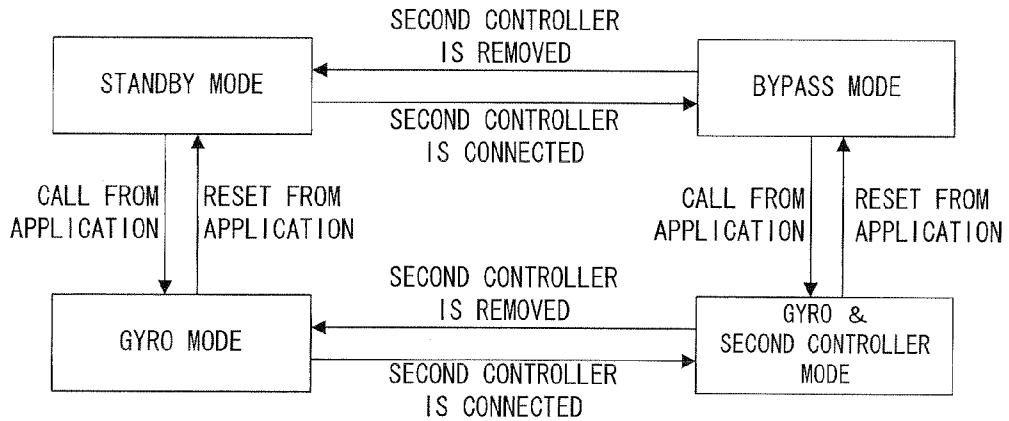 SECOND CONTROLLER
IS REMOVED
STANDBY MODE
BYPASS MODE
SECOND CONTROLLER
IS CONNECTED
CALL FROM
APPLICATION
RESET FROM
APPLICATION
CALL FROM
APPLICATION
RESET FROM
APPLICATION
SECOND CONTROLLER
IS REMOVED
GYRO MODE
GYRO &
SECOND CONTROLLER
MODE
SECOND CONTROLLER
IS CONNECTED